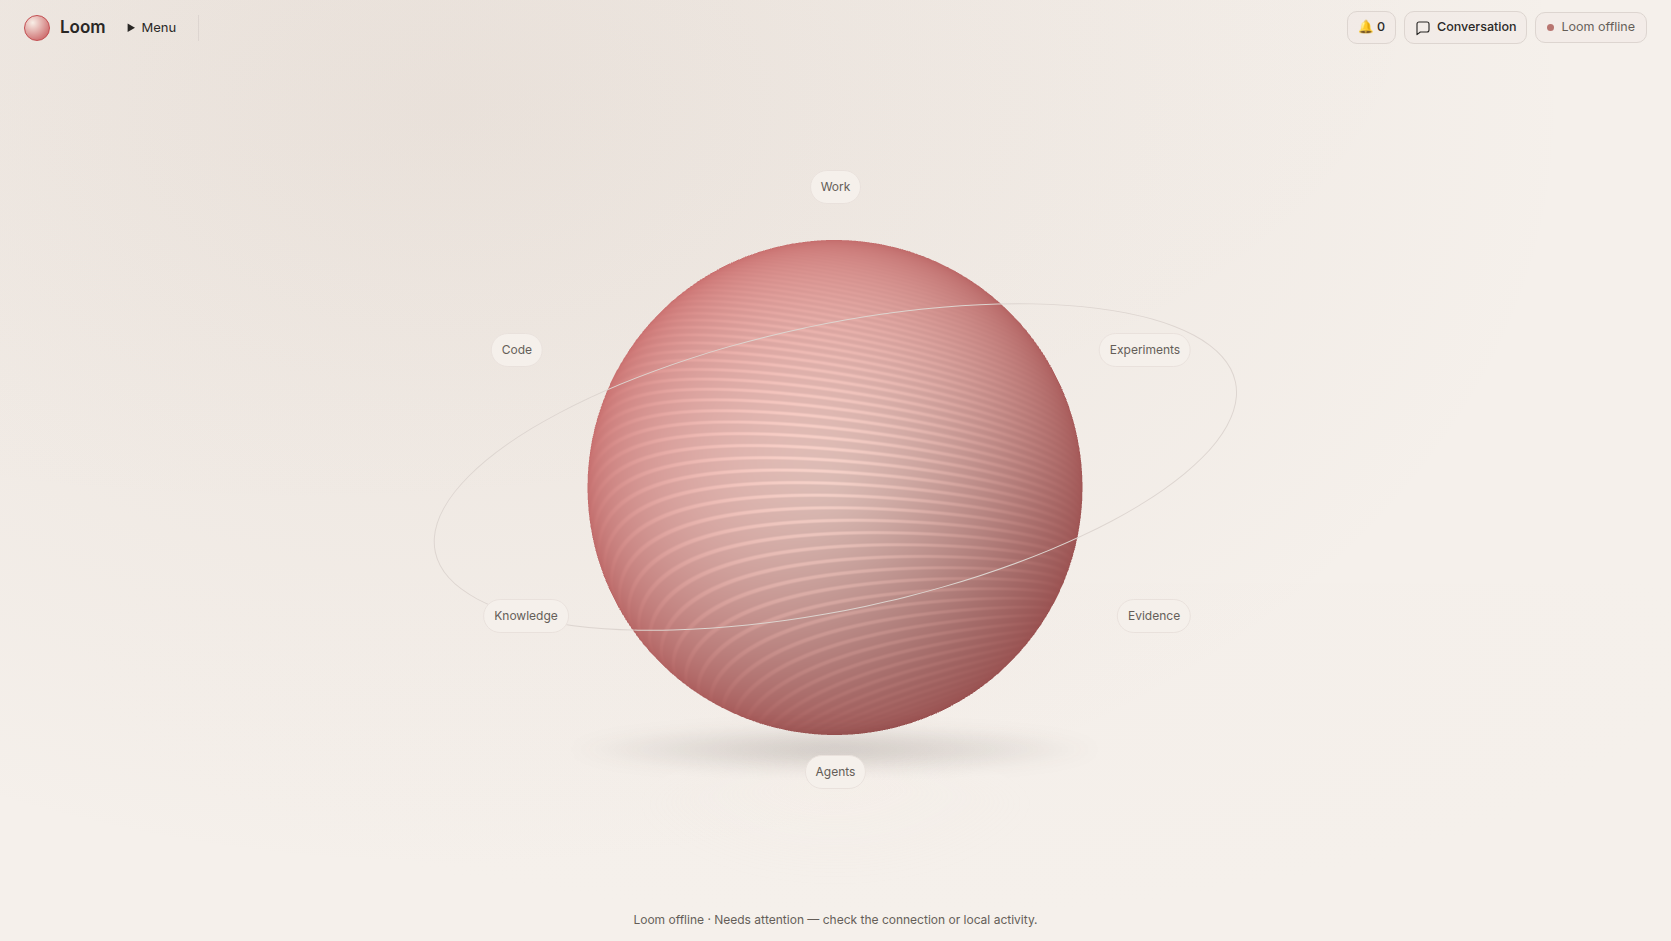 Loom
Menu
0
Conversation
Loom offline
Work
Code
Experiments
Knowledge
Evidence
Agents
Loom offline · Needs attention — check the connection or local activity.